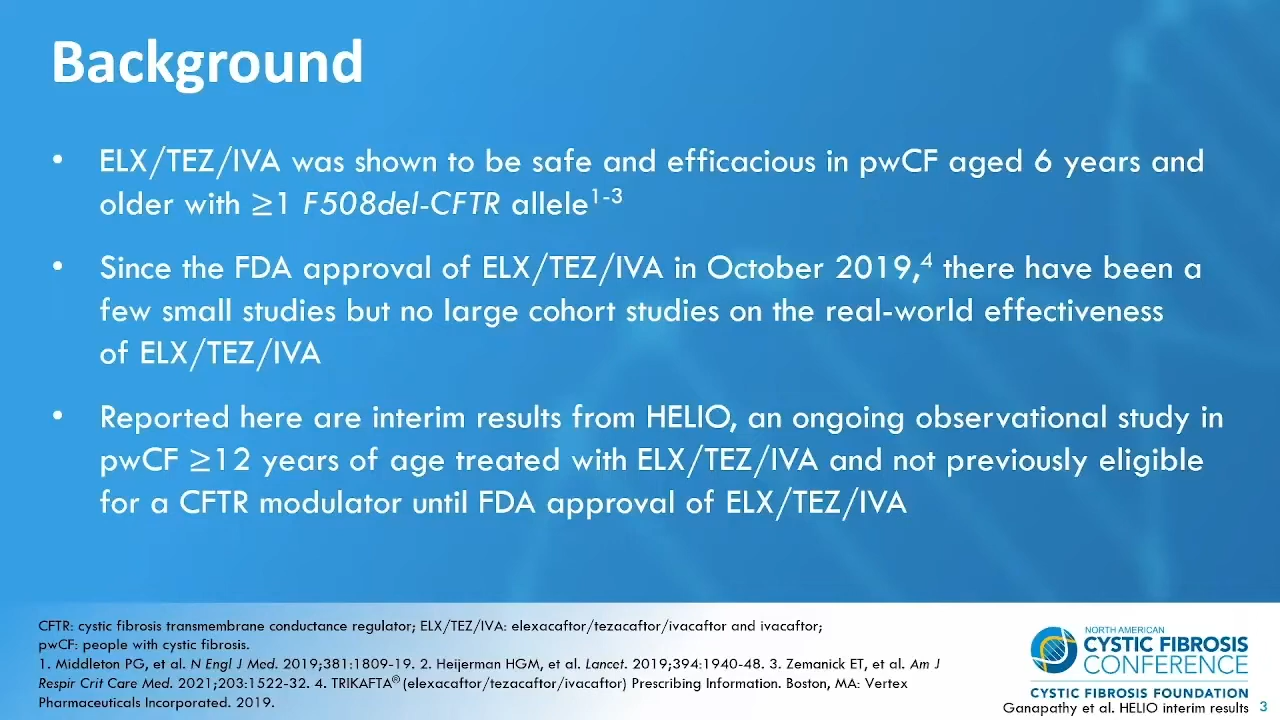 Background
• ELX/TEZ/IVA was shown to be safe and efficacious in pwCF aged 6 years and
older with ≥1 F508del-CFTR allele1-3
• Since the FDA approval of ELX/TEZ/IVA in October 2019,4 there have been a
few small studies but no large cohort studies on the real-world effectiveness
of ELX/TEZ/IVA
• Reported here are interim results from HELIO, an ongoing observational study in
pwCF ≥12 years of age treated with ELX/TEZ/IVA and not previously eligible
for a CFTR modulator until FDA approval of ELX/TEZ/IVA
CFTR: cystic fibrosis transmembrane conductance regulator; ELX/TEZ/IVA: elexacaftor/tezacaftor/ivacaftor and ivacaftor;
pwCF: people with cystic fibrosis.
1. Middleton PG, et al. N Engl J Med. 2019;381:1809-19. 2. Heijerman HGM, et al. Lancet. 2019;394:1940-48. 3. Zemanick ET, et al. Am J
Respir Crit Care Med. 2021;203:1522-32. 4. TRIKAFTA® (elexacaftor/tezacaftor/ivacaftor) Prescribing Information. Boston, MA: Vertex
Pharmaceuticals Incorporated. 2019.
NORTH AMERICAN
CYSTIC FIBROSIS
CONFERENCE
CYSTIC FIBROSIS FOUNDATION
Ganapathy et al. HELIO interim results 3